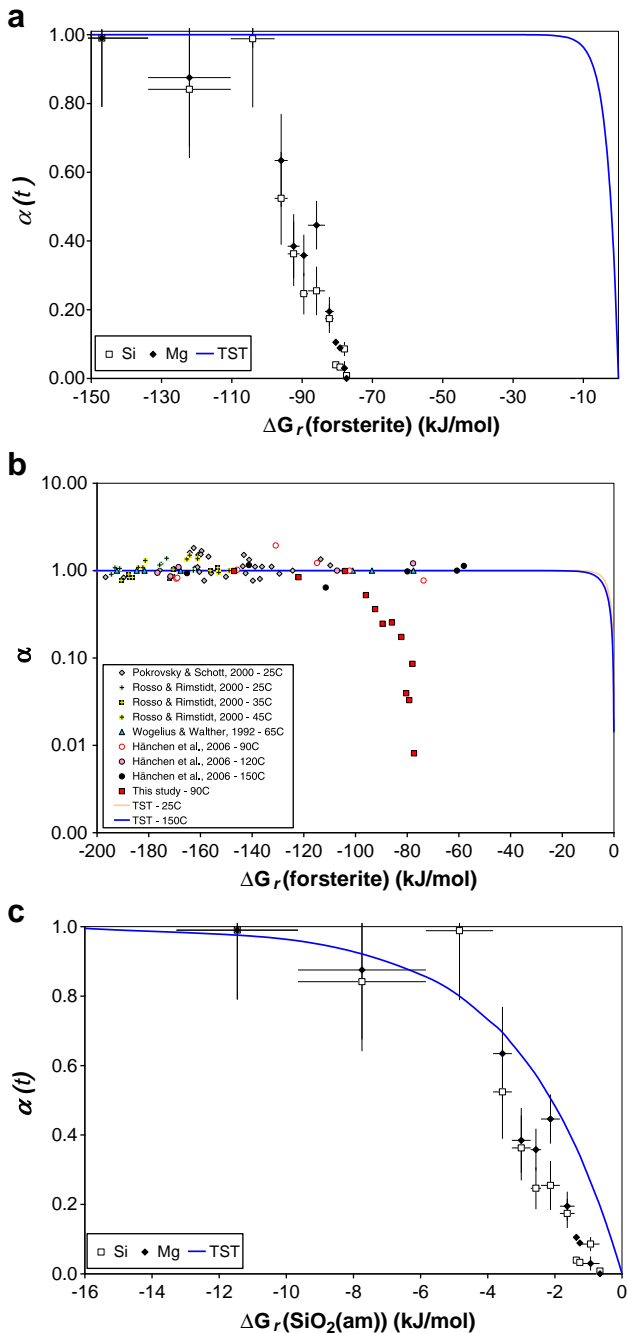 a
1.00
0.80
0.60
0.40
0.20
0.00
α(t)
Si Mg TST
-150 -130 -110 -90 -70 -50 -30 -10
ΔGr(forsterite) (kJ/mol)
b
10.00
1.00
0.10
0.01
0.00
α
Pokrovsky & Schott, 2000 - 25C
Rosso & Rimstidt, 2000 - 25C
Rosso & Rimstidt, 2000 - 35C
Rosso & Rimstidt, 2000 - 45C
Wogelius & Walther, 1992 - 65C
Hänchen et al., 2006 - 90C
Hänchen et al., 2006 - 120C
Hänchen et al., 2006 - 150C
This study - 90C
TST - 25C
TST - 150C
-200 -180 -160 -140 -120 -100 -80 -60 -40 -20 0
ΔGr(forsterite) (kJ/mol)
c
1.0
0.8
0.6
0.4
0.2
0.0
α(t)
Si Mg TST
-16 -14 -12 -10 -8 -6 -4 -2 0
ΔGr(SiO2(am)) (kJ/mol)